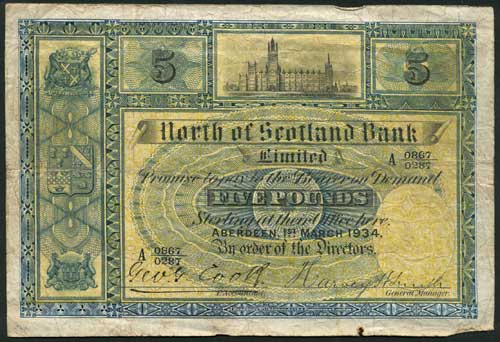 5 5
North of Scotland Bank
Limited
A 0867/0287
Promise to pay to the Bearer on Demand
FIVE POUNDS
Sterling at their Office here.
ABERDEEN, 1ST MARCH 1934.
A 0867/0287
By order of the Directors.
Accountant. General Manager.